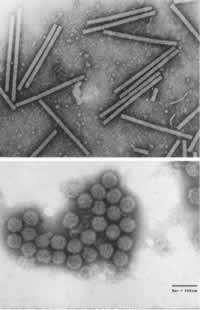 Bar = 100nm